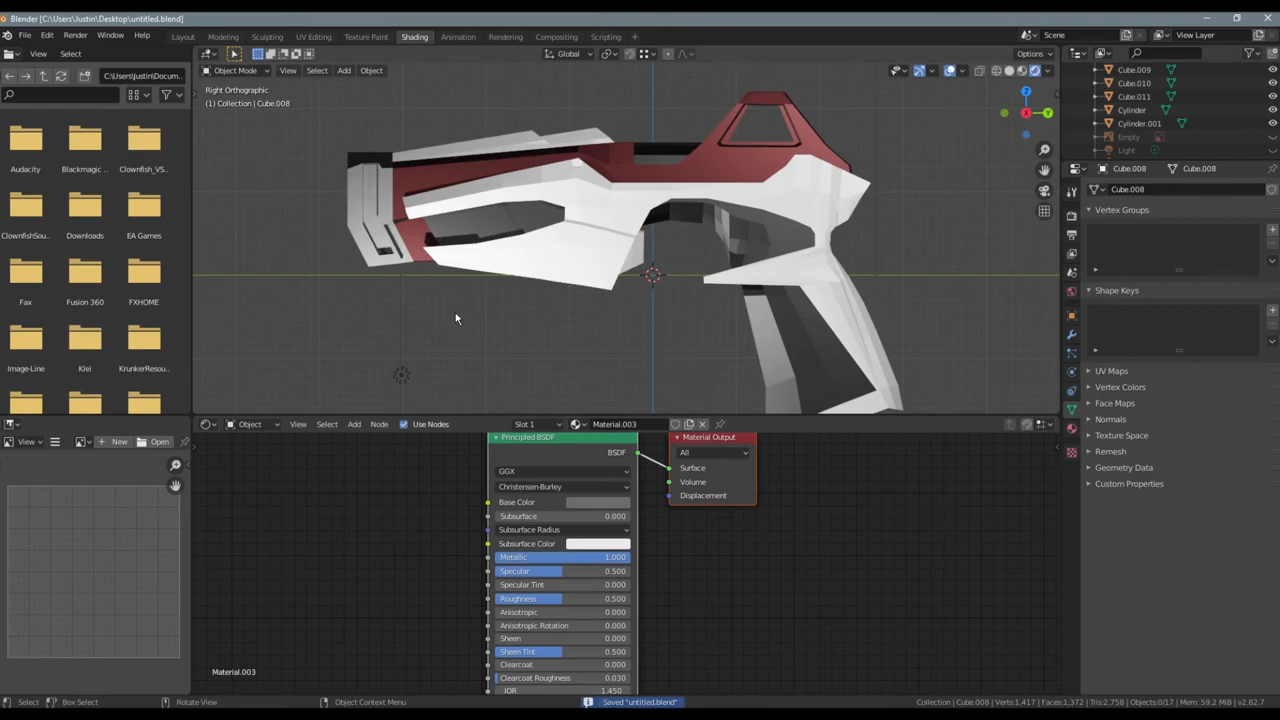 Blender [C:\Users\Justin\Desktop\untitled.blend]
File Edit Render Window Help
Layout Modeling Sculpting UV Editing Texture Paint Shading Animation Rendering Compositing Scripting +
Scene View Layer
View Select
Global
Options
C:\Users\Justin\Docum...
Object Mode View Select Add Object
Right Orthographic
(1) Collection | Cube.008
Z
Y
X
Audacity Blackmagic ... Clownfish_VS...
ClownfishSou... Downloads EA Games
Fax Fusion 360 FXHOME
Image-Line Klei KrunkerResou...
Cube.009
Cube.010
Cube.011
Cylinder
Cylinder.001
Empty
Light
Cube.008 Cube.008
Cube.008
Vertex Groups
Shape Keys
UV Maps
Vertex Colors
Face Maps
Normals
Texture Space
Remesh
Geometry Data
Custom Properties
View New Open
Object View Select Add Node Use Nodes Slot 1 Material.003
Principled BSDF
BSDF
GGX
Christensen-Burley
Base Color
Subsurface 0.000
Subsurface Radius
Subsurface Color
Metallic 1.000
Specular 0.500
Specular Tint 0.000
Roughness 0.500
Anisotropic 0.000
Anisotropic Rotation 0.000
Sheen 0.000
Sheen Tint 0.500
Clearcoat 0.000
Clearcoat Roughness 0.030
IOR 1.450
Material Output
All
Surface
Volume
Displacement
Material.003
Select Box Select Rotate View Object Context Menu Saved "untitled.blend" Collection | Cube.008 | Verts:1,417 | Faces:1,372 | Tris:2,758 | Objects:0/17 | Mem: 59.2 MiB | v2.82.7